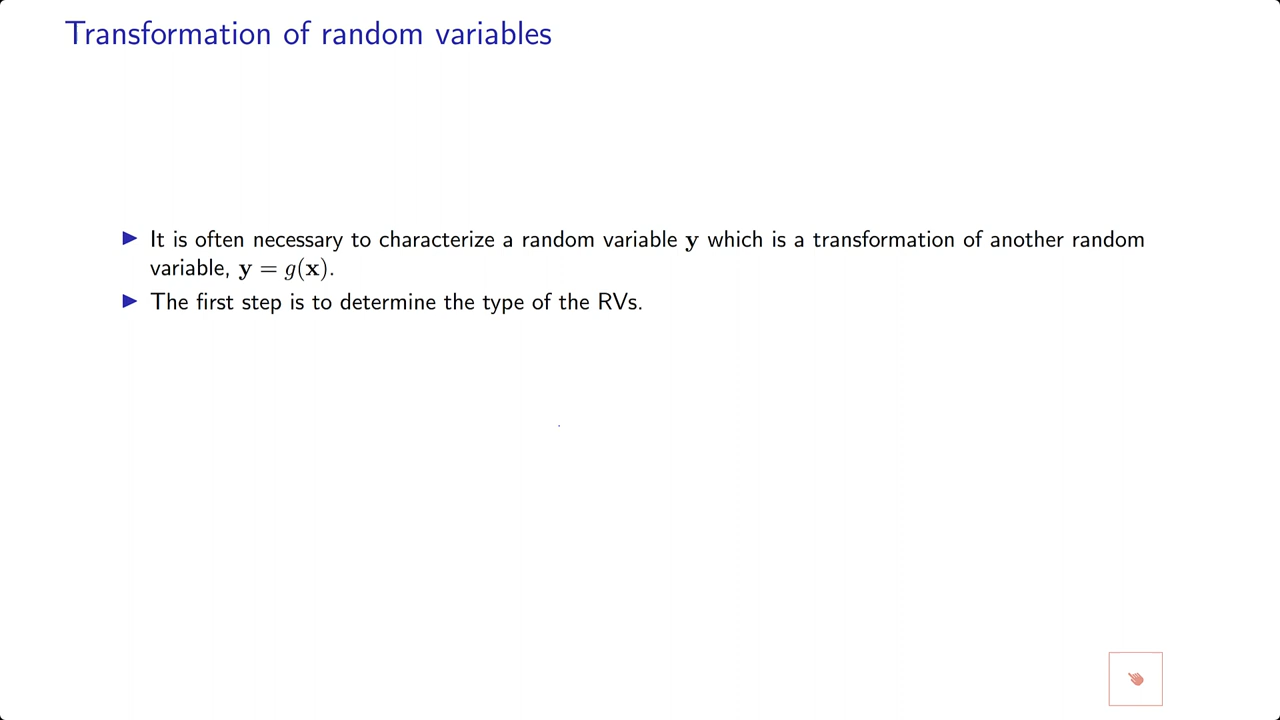 Transformation of random variables
▶ It is often necessary to characterize a random variable y which is a transformation of another random
variable, y = g(x).
▶ The first step is to determine the type of the RVs.